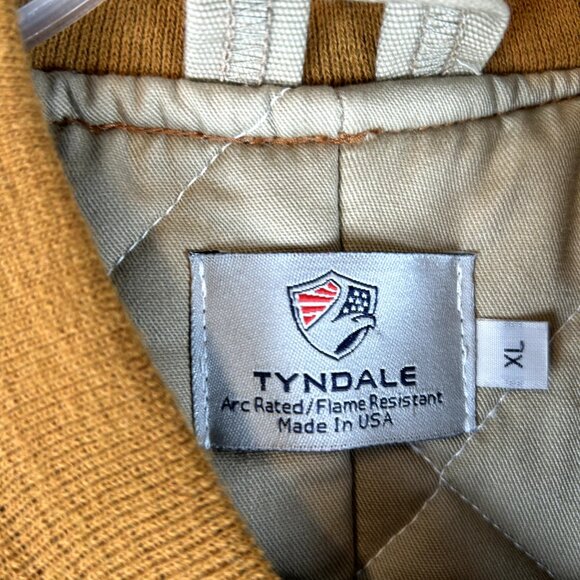 TYNDALE
Arc Rated/Flame Resistant
Made In USA
XL